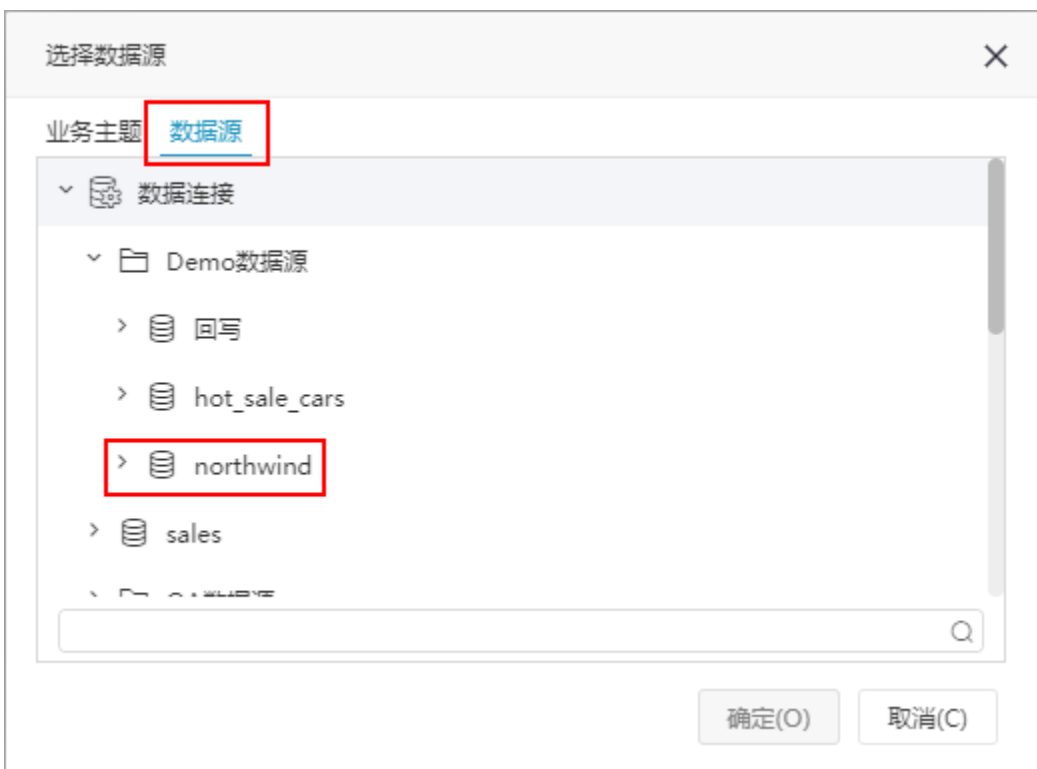 选择数据源
业务主题 数据源
数据连接
Demo数据源
回写
hot_sale_cars
northwind
sales
确定(O) 取消(C)